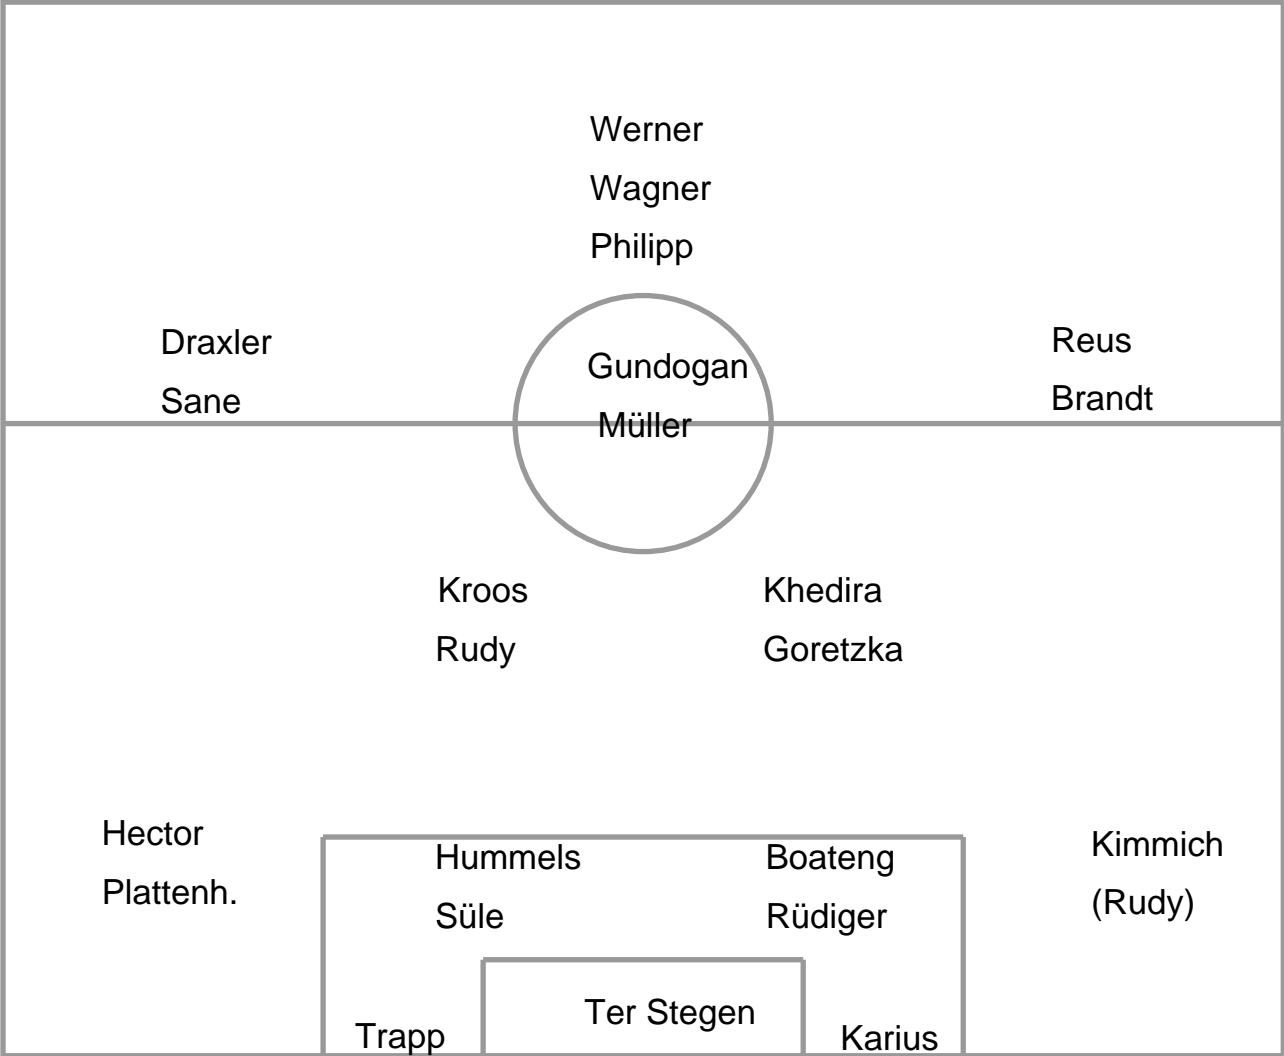 Werner
Wagner
Philipp
Draxler
Sane
Gundogan
Müller
Reus
Brandt
Kroos
Rudy
Khedira
Goretzka
Hector
Plattenh.
Hummels
Süle
Boateng
Rüdiger
Kimmich
(Rudy)
Trapp
Ter Stegen
Karius